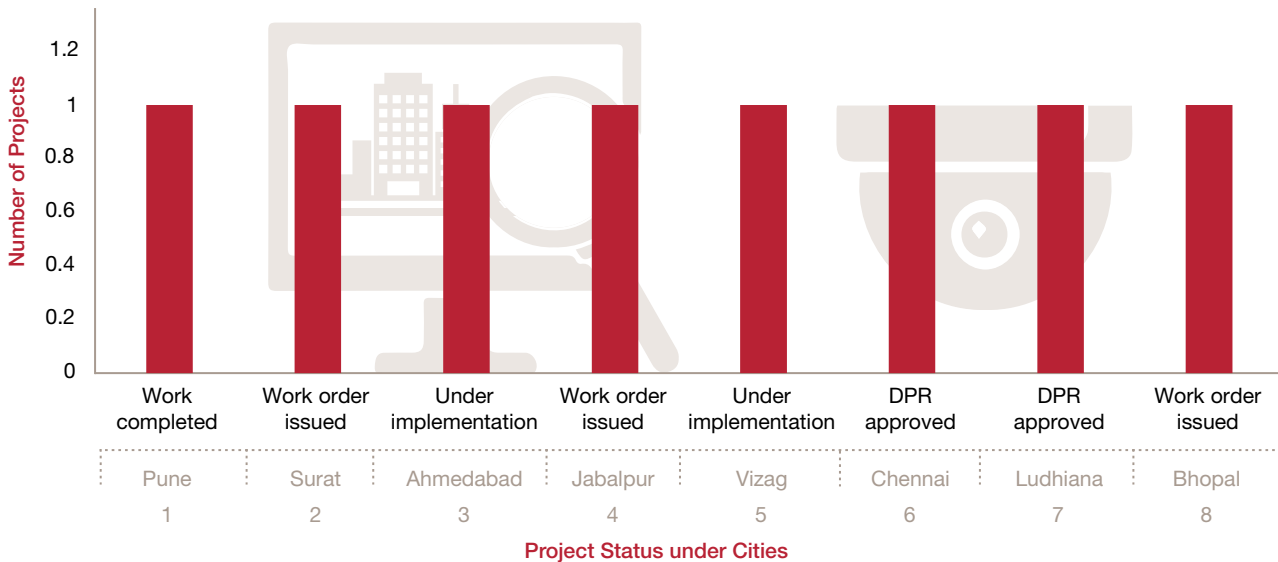 Number of Projects
1.2
1
0.8
0.6
0.4
0.2
0
Work completed
Work order issued
Under implementation
Work order issued
Under implementation
DPR approved
DPR approved
Work order issued
Pune Surat Ahmedabad Jabalpur Vizag Chennai Ludhiana Bhopal
1 2 3 4 5 6 7 8
Project Status under Cities